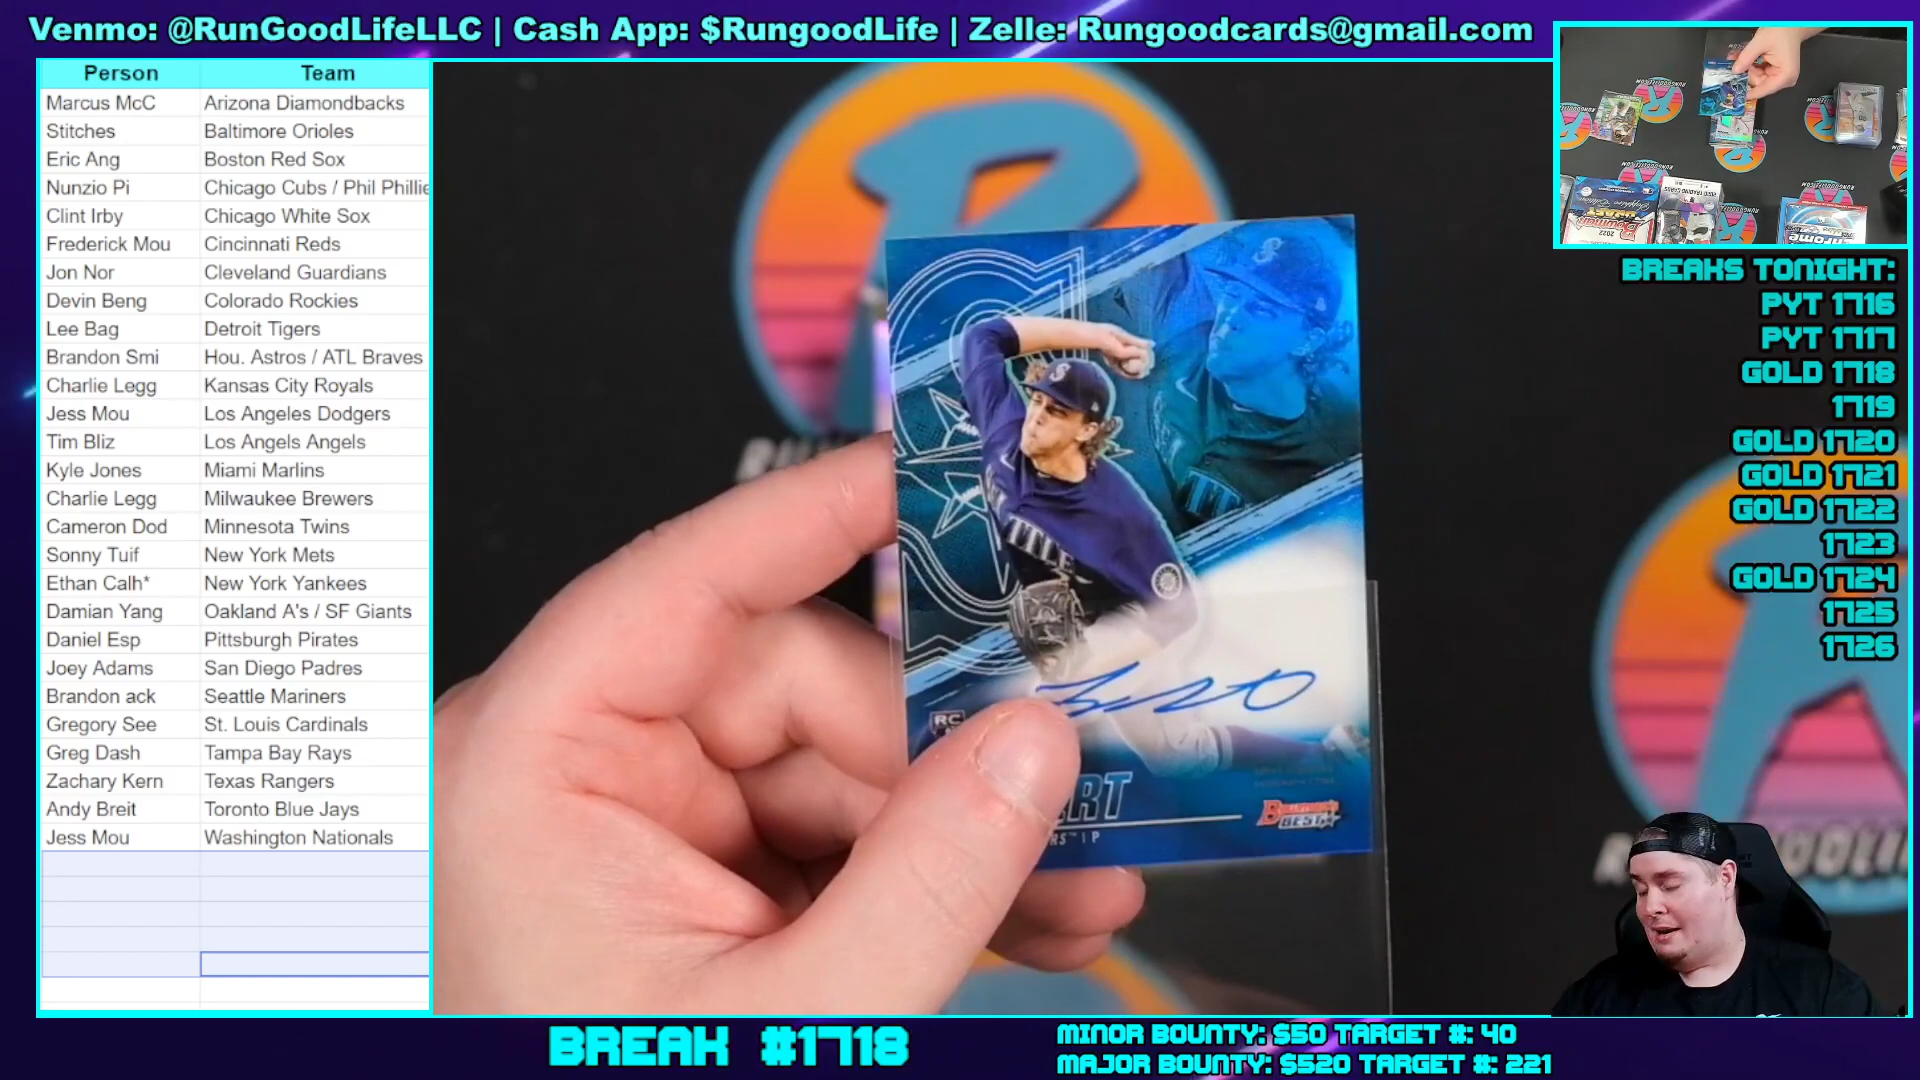 Venmo: @RunGoodLifeLLC | Cash App: $RungoodLife | Zelle: Rungoodcards@gmail.com
Person Team
Marcus McC Arizona Diamondbacks
Stitches Baltimore Orioles
Eric Ang Boston Red Sox
Nunzio Pi Chicago Cubs / Phil Phillie
Clint Irby Chicago White Sox
Frederick Mou Cincinnati Reds
Jon Nor Cleveland Guardians
Devin Beng Colorado Rockies
Lee Bag Detroit Tigers
Brandon Smi Hou. Astros / ATL Braves
Charlie Legg Kansas City Royals
Jess Mou Los Angeles Dodgers
Tim Bliz Los Angels Angels
Kyle Jones Miami Marlins
Charlie Legg Milwaukee Brewers
Cameron Dod Minnesota Twins
Sonny Tuif New York Mets
Ethan Calh* New York Yankees
Damian Yang Oakland A's / SF Giants
Daniel Esp Pittsburgh Pirates
Joey Adams San Diego Padres
Brandon ack Seattle Mariners
Gregory See St. Louis Cardinals
Greg Dash Tampa Bay Rays
Zachary Kern Texas Rangers
Andy Breit Toronto Blue Jays
Jess Mou Washington Nationals
S
TTLE
RC
ERT
RS | P
BOWMAN'S
BEST
BREAKS TONIGHT:
PYT 1716
PYT 1717
GOLD 1718
1719
GOLD 1720
GOLD 1721
GOLD 1722
1723
GOLD 1724
1725
1726
BREAK #1718
MINOR BOUNTY: $50 TARGET #: 40
MAJOR BOUNTY: $520 TARGET #: 221